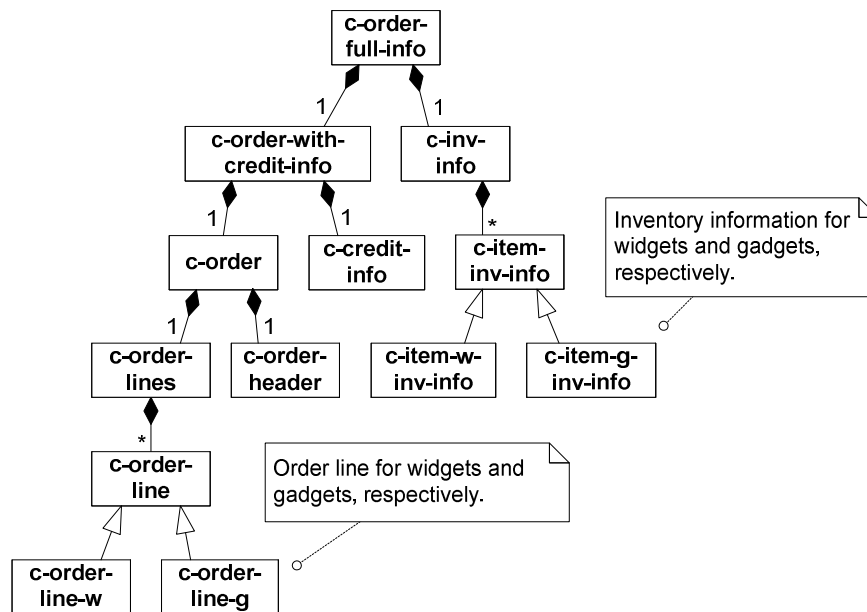 c-order-
full-info
1
1
c-order-with-
credit-info
c-inv-
info
1
1
*
Inventory information for
widgets and gadgets,
respectively.
c-order
c-credit-
info
c-item-
inv-info
1
1
c-order-
lines
c-order-
header
c-item-w-
inv-info
c-item-g-
inv-info
*
c-order-
line
Order line for widgets and
gadgets, respectively.
c-order-
line-w
c-order-
line-g